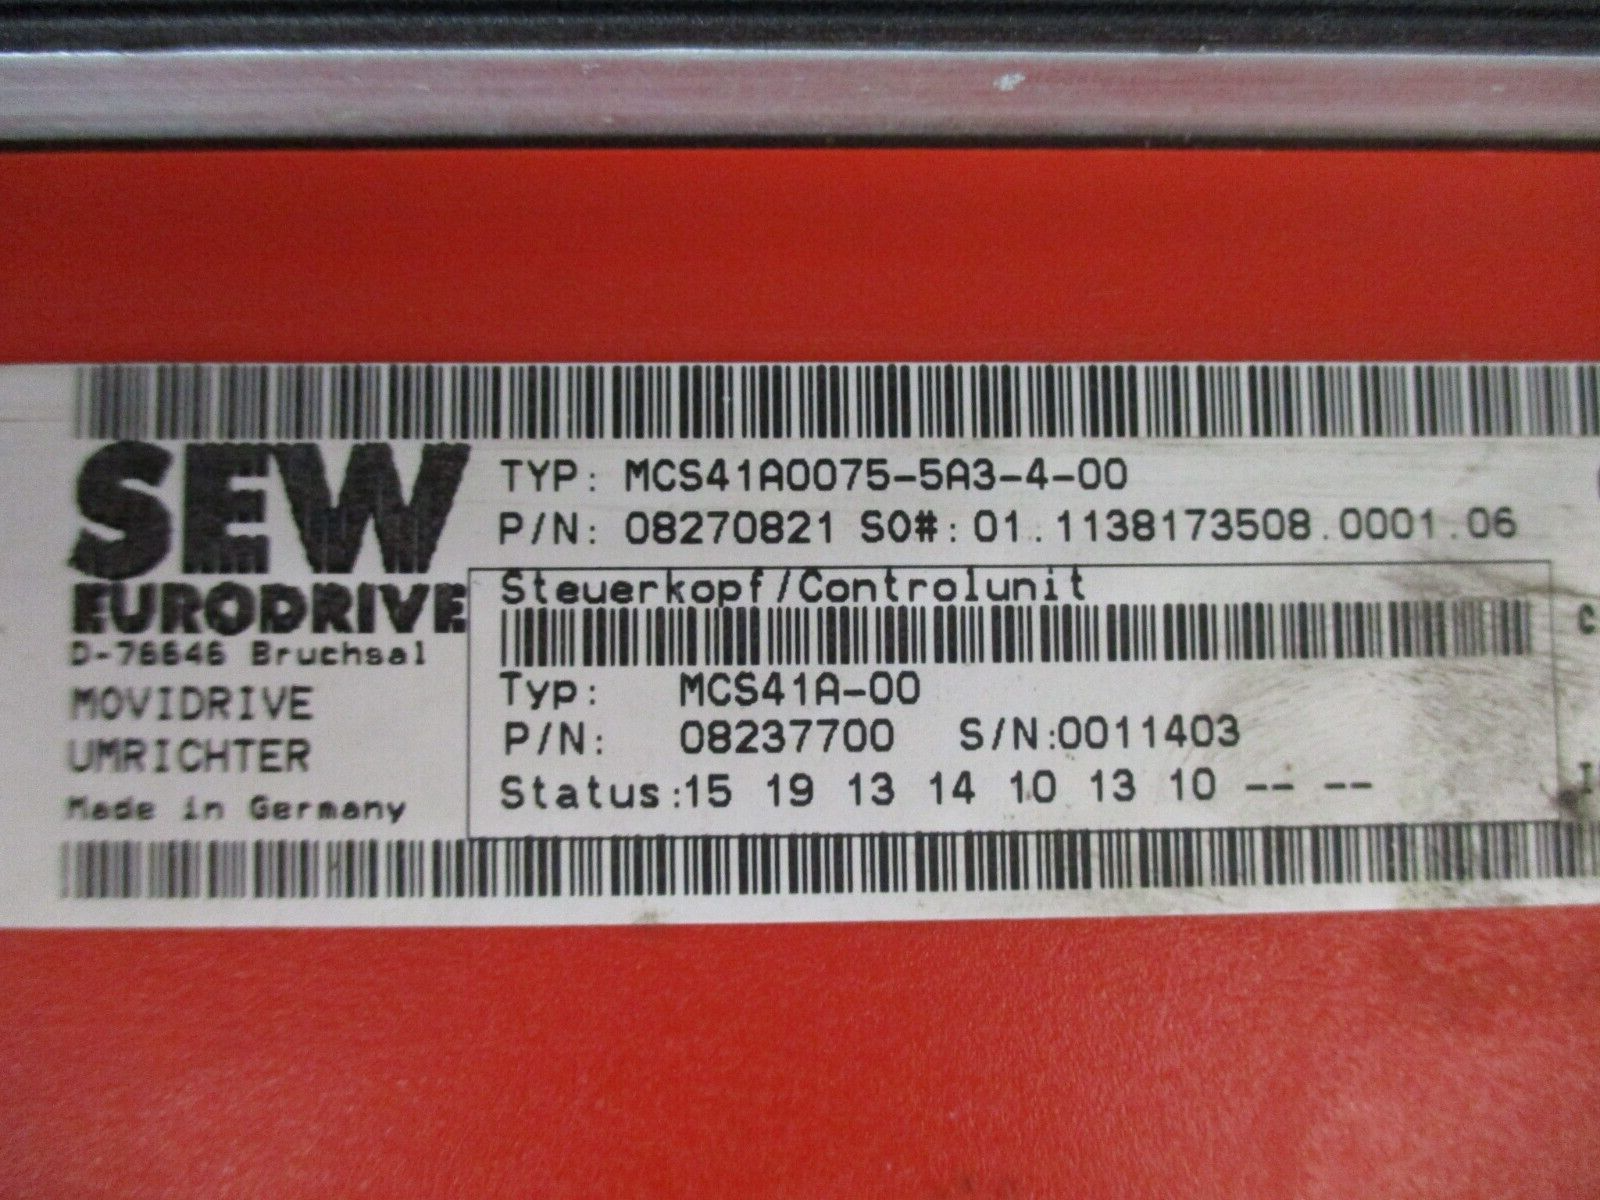 SEW
EURODRIVE
D-76646 Bruchsal
MOVIDRIVE
UMRICHTER
Made in Germany
TYP: MCS41A0075-5A3-4-00
P/N: 08270821 SO#: 01.1138173508.0001.06
Steuerkopf/Controlunit
Typ: MCS41A-00
P/N: 08237700 S/N:0011403
Status:15 19 13 14 10 13 10 -- --